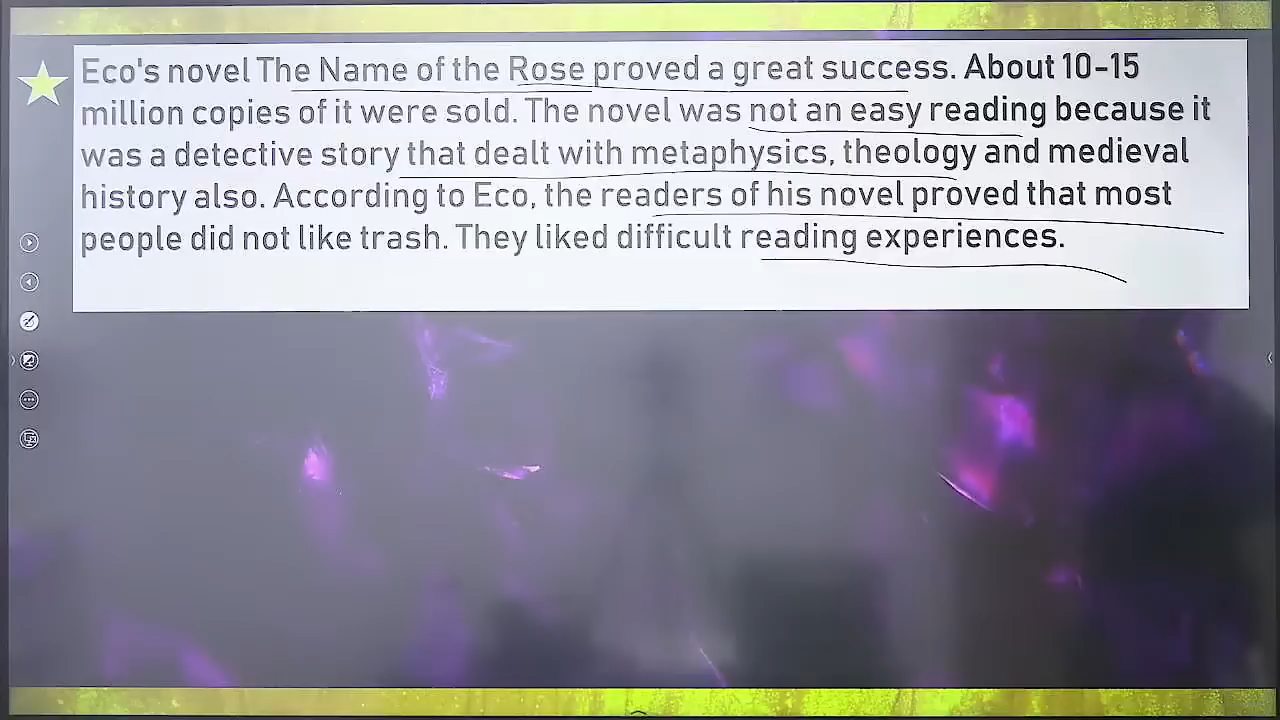 Eco's novel The Name of the Rose proved a great success. About 10-15
million copies of it were sold. The novel was not an easy reading because it
was a detective story that dealt with metaphysics, theology and medieval
history also. According to Eco, the readers of his novel proved that most
people did not like trash. They liked difficult reading experiences.